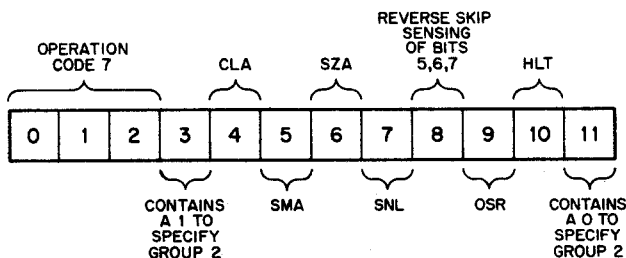 OPERATION
CODE 7
CLA
SZA
REVERSE SKIP
SENSING
OF BITS
5,6,7
HLT
0 1 2 3 4 5 6 7 8 9 10 11
CONTAINS
A 1 TO
SPECIFY
GROUP 2
SMA
SNL
OSR
CONTAINS
A 0 TO
SPECIFY
GROUP 2